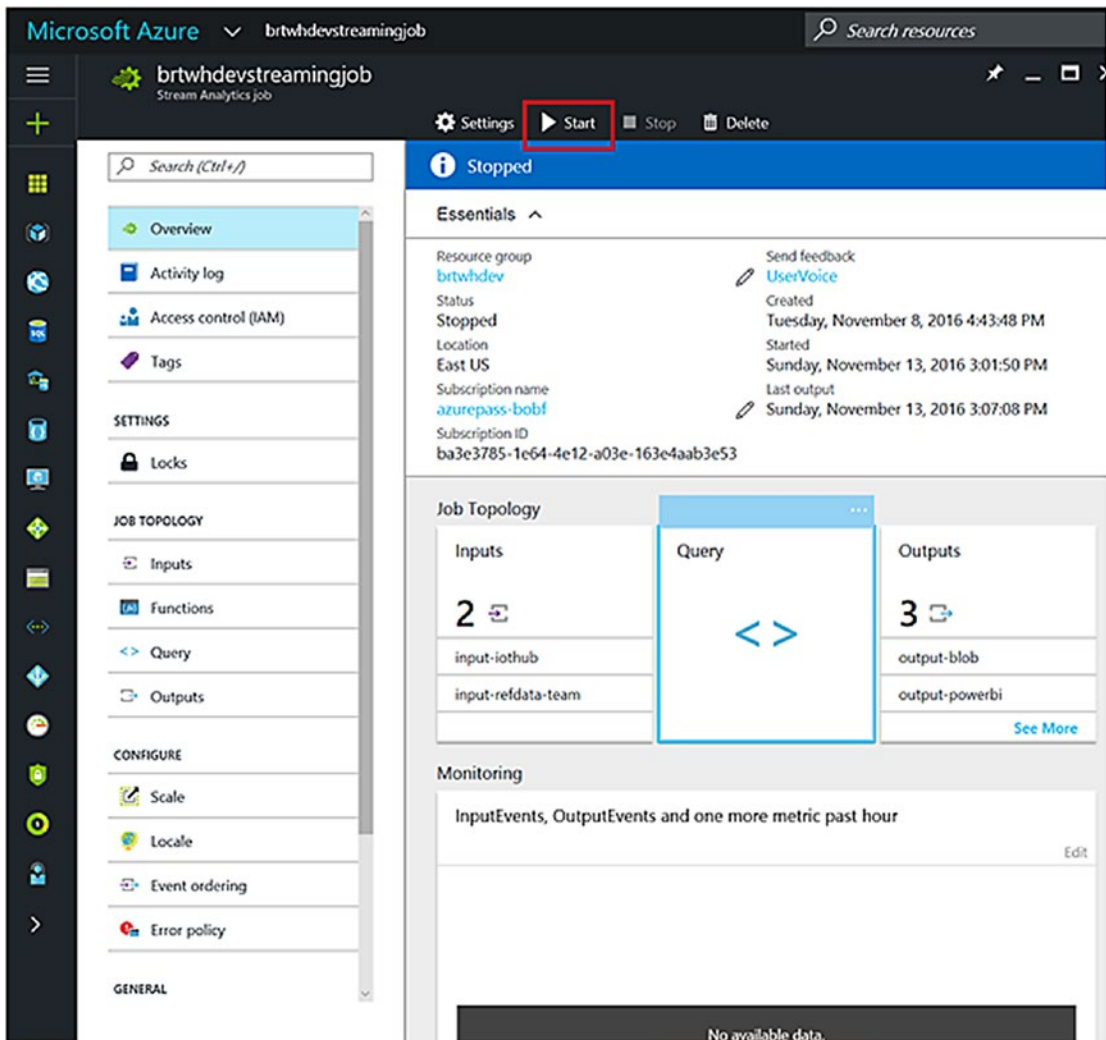 Microsoft Azure brtwhdevstreamingjob
Search resources
brtwhdevstreamingjob
Stream Analytics job
Settings Start Stop Delete
Search (Ctrl+/)
Overview
Activity log
Access control (IAM)
Tags
SETTINGS
Locks
JOB TOPOLOGY
Inputs
Functions
Query
Outputs
CONFIGURE
Scale
Locale
Event ordering
Error policy
GENERAL
Stopped
Essentials
Resource group
brtwhdev
Status
Stopped
Location
East US
Subscription name
azurepass-bobf
Subscription ID
ba3e3785-1e64-4e12-a03e-163e4aab3e53
Send feedback
UserVoice
Created
Tuesday, November 8, 2016 4:43:48 PM
Started
Sunday, November 13, 2016 3:01:50 PM
Last output
Sunday, November 13, 2016 3:07:08 PM
Job Topology
Inputs
2
input-iothub
input-refdata-team
Query
< >
Outputs
3
output-blob
output-powerbi
See More
Monitoring
InputEvents, OutputEvents and one more metric past hour
Edit
No available data.